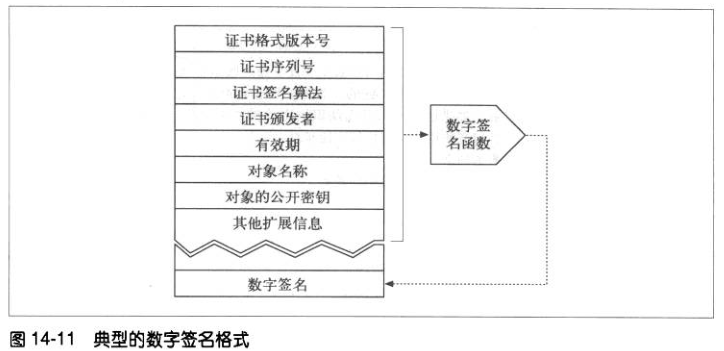 证书格式版本号
证书序列号
证书签名算法
证书颁发者
有效期
对象名称
对象的公开密钥
其他扩展信息
数字签
名函数
数字签名
图 14-11 典型的数字签名格式